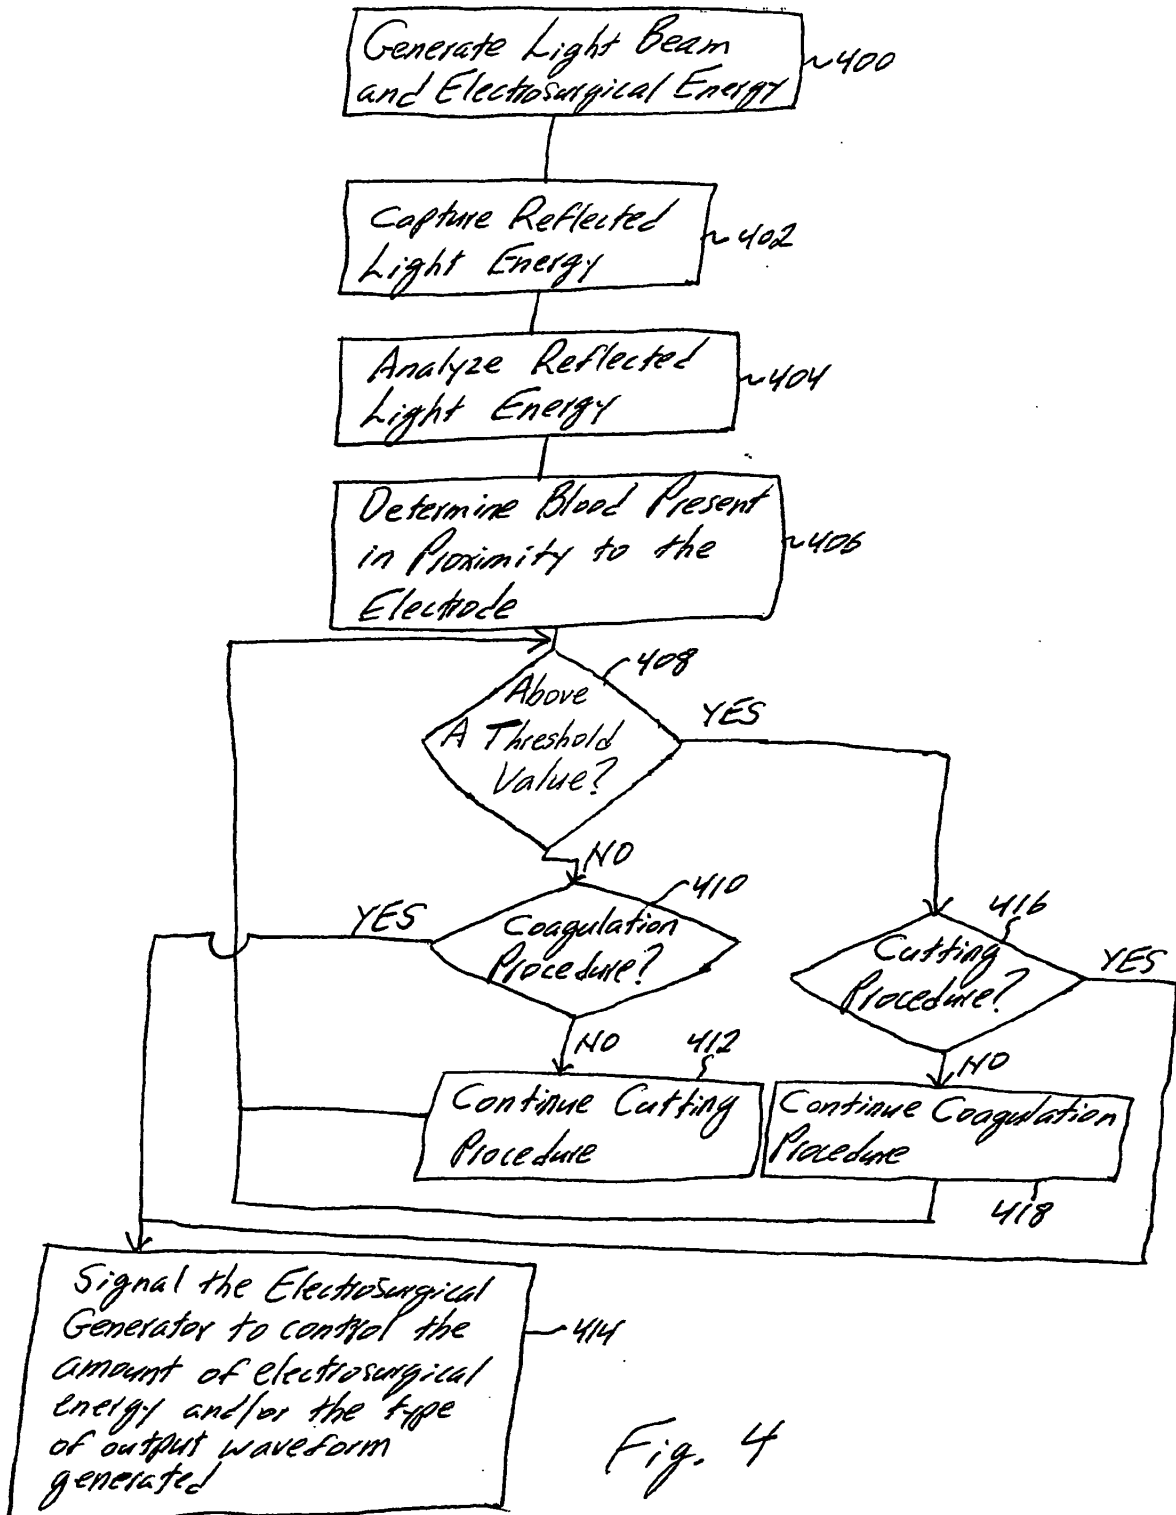 Generate Light Beam
and Electrosurgical Energy
400
Capture Reflected
Light Energy
402
Analyze Reflected
Light Energy
404
Determine Blood Present
in Proximity to the
Electrode
406
408
Above
A Threshold
Value?
YES
NO
410
YES
Coagulation
Procedure?
416
Cutting
Procedure?
YES
NO
412
NO
Continue Cutting
Procedure
Continue Coagulation
Procedure
418
Signal the Electrosurgical
Generator to control the
amount of electrosurgical
energy and/or the type
of output waveform
generated
414
Fig. 4